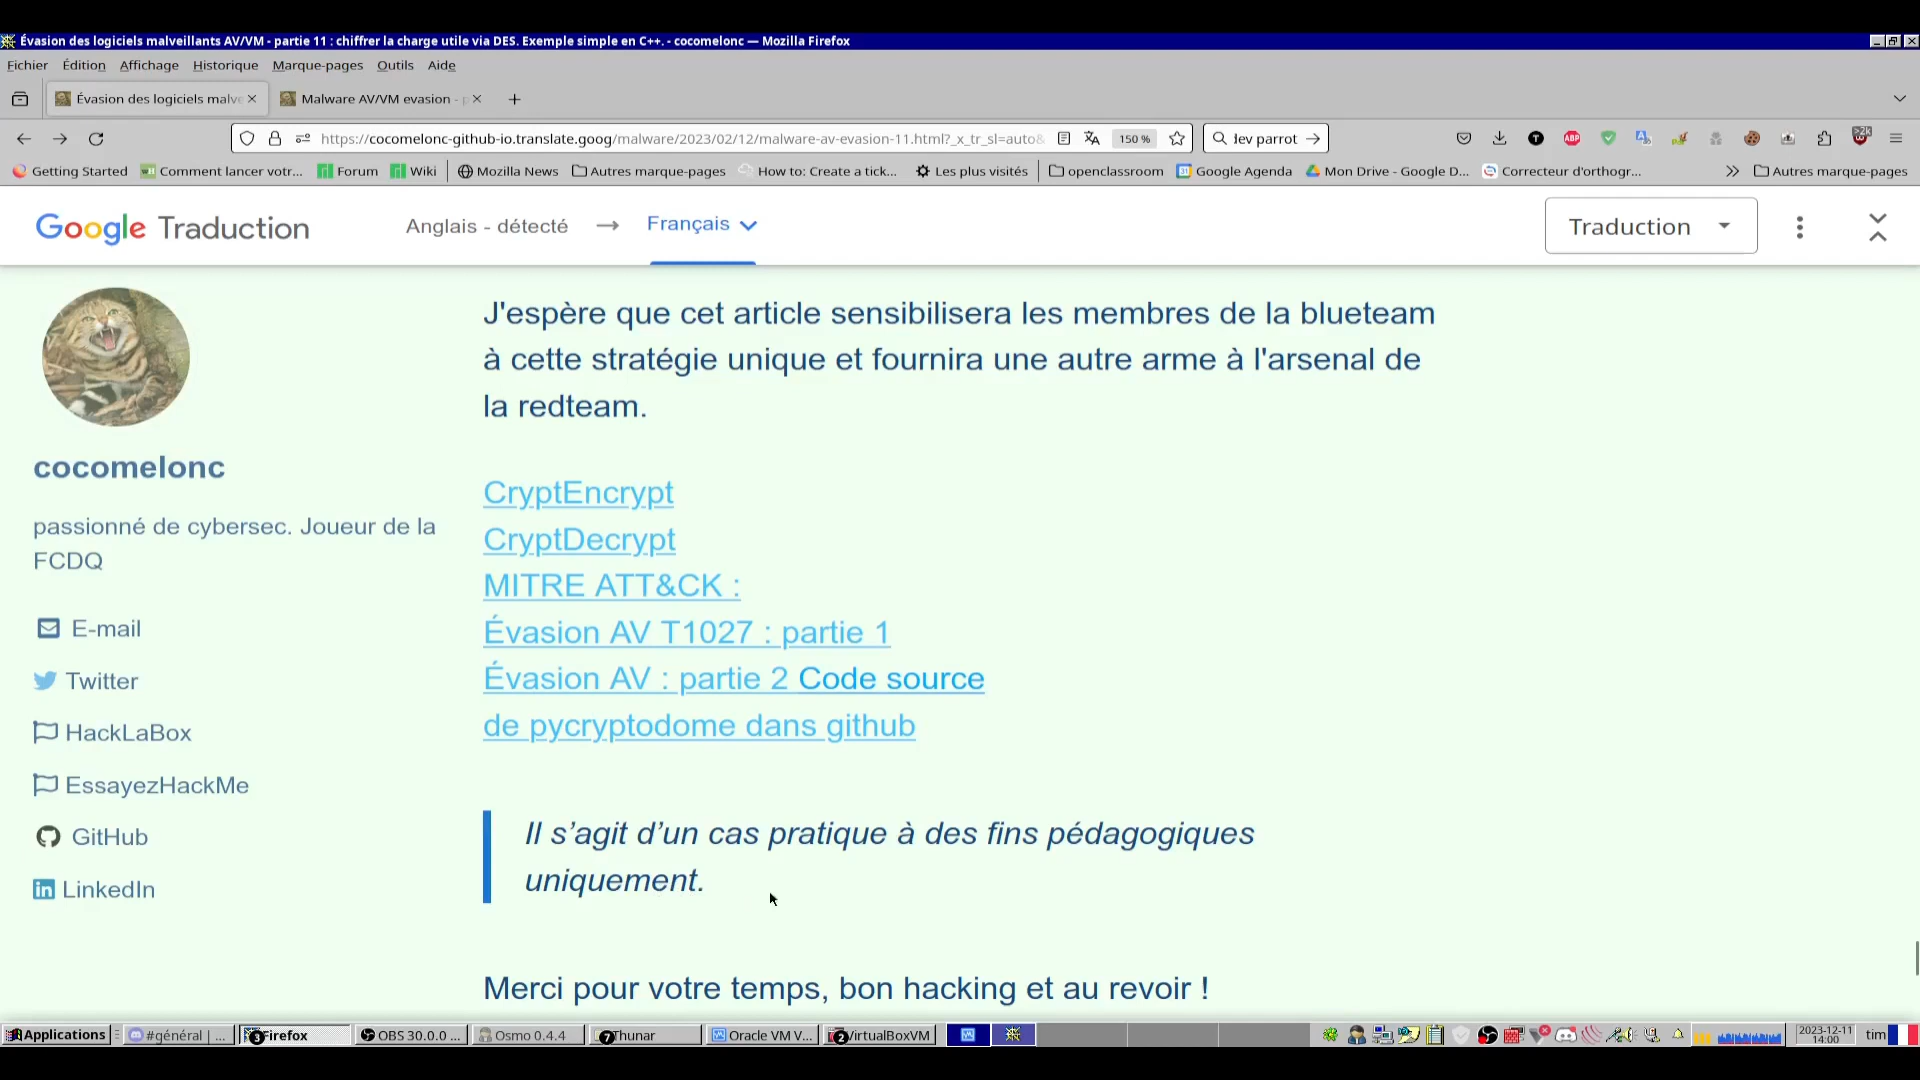 Évasion des logiciels malveillants AV/VM - partie 11 : chiffrer la charge utile via DES. Exemple simple en C++. - cocomelonc — Mozilla Firefox
Fichier Édition Affichage Historique Marque-pages Outils Aide
Évasion des logiciels malve Malware AV/VM evasion - p
https://cocomelonc-github-io.translate.goog/malware/2023/02/12/malware-av-evasion-11.html?_x_tr_sl=auto& 150 % lev parrot
Getting Started Comment lancer votr... Forum Wiki Mozilla News Autres marque-pages How to: Create a tick... Les plus visités openclassroom Google Agenda Mon Drive - Google D... Correcteur d'orthogr... Autres marque-pages
Google Traduction Anglais - détecté → Français Traduction
J'espère que cet article sensibilisera les membres de la blueteam
à cette stratégie unique et fournira une autre arme à l'arsenal de
la redteam.
cocomelonc
passionné de cybersec. Joueur de la
FCDQ
E-mail
Twitter
HackLaBox
EssayezHackMe
GitHub
LinkedIn
CryptEncrypt
CryptDecrypt
MITRE ATT&CK :
Évasion AV T1027 : partie 1
Évasion AV : partie 2 Code source
de pycryptodome dans github
Il s’agit d’un cas pratique à des fins pédagogiques
uniquement.
Merci pour votre temps, bon hacking et au revoir !
Applications #général | ... 3 Firefox OBS 30.0.0 ... Osmo 0.4.4 7 Thunar Oracle VM V... 2 VirtualBoxVM 2023-12-11 tim
14:00